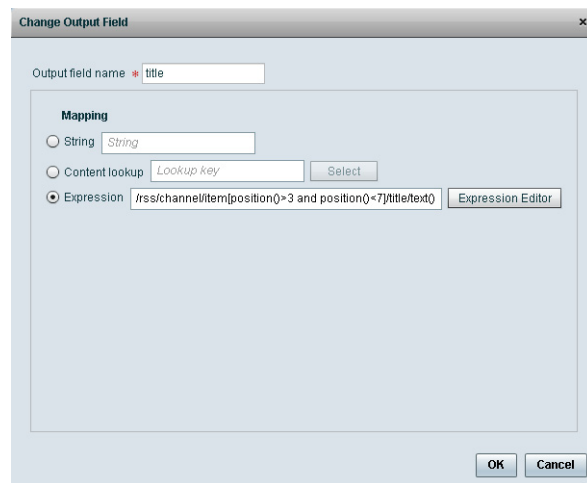 Change Output Field ×
Output field name * title
Mapping
String String
Content lookup Lookup key Select
Expression /rss/channel/item[position()>3 and position()<7]/title/text() Expression Editor
OK Cancel